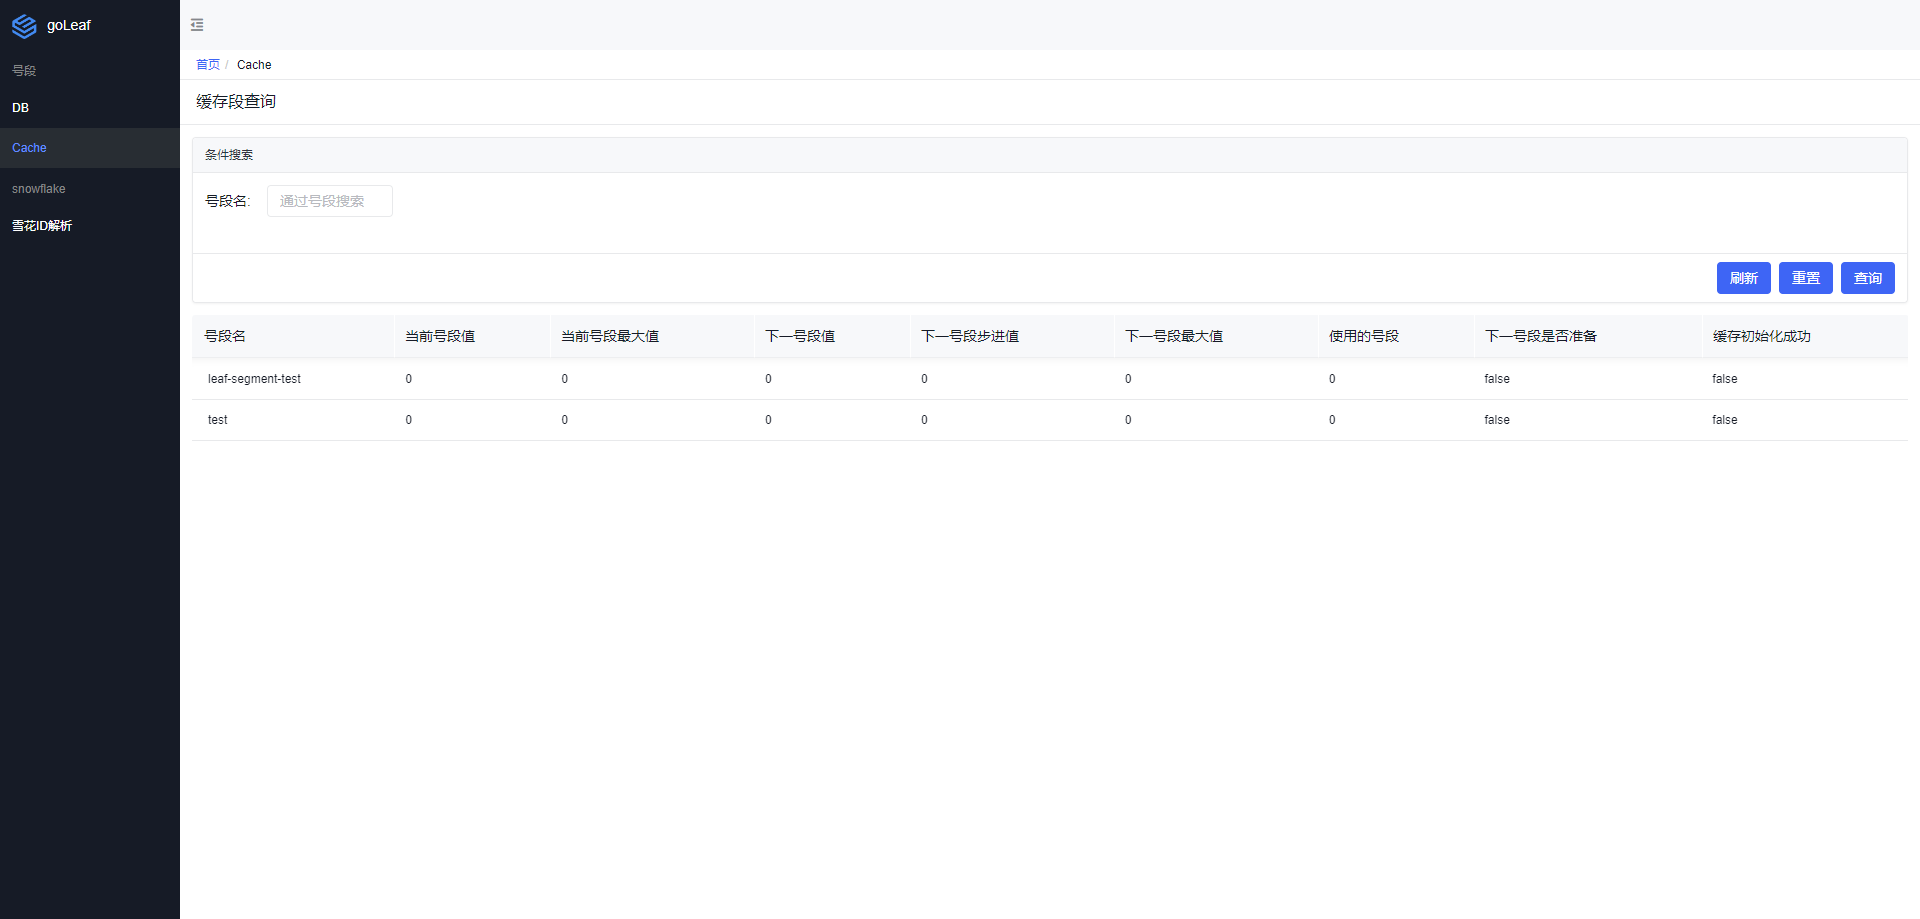 goLeaf
号段
DB
Cache
snowflake
雪花ID解析
首页 / Cache
缓存段查询
条件搜索
号段名: 通过号段搜索
刷新 重置 查询
号段名 当前号段值 当前号段最大值 下一号段值 下一号段步进值 下一号段最大值 使用的号段 下一号段是否准备 缓存初始化成功
leaf-segment-test 0 0 0 0 0 0 false false
test 0 0 0 0 0 0 false false